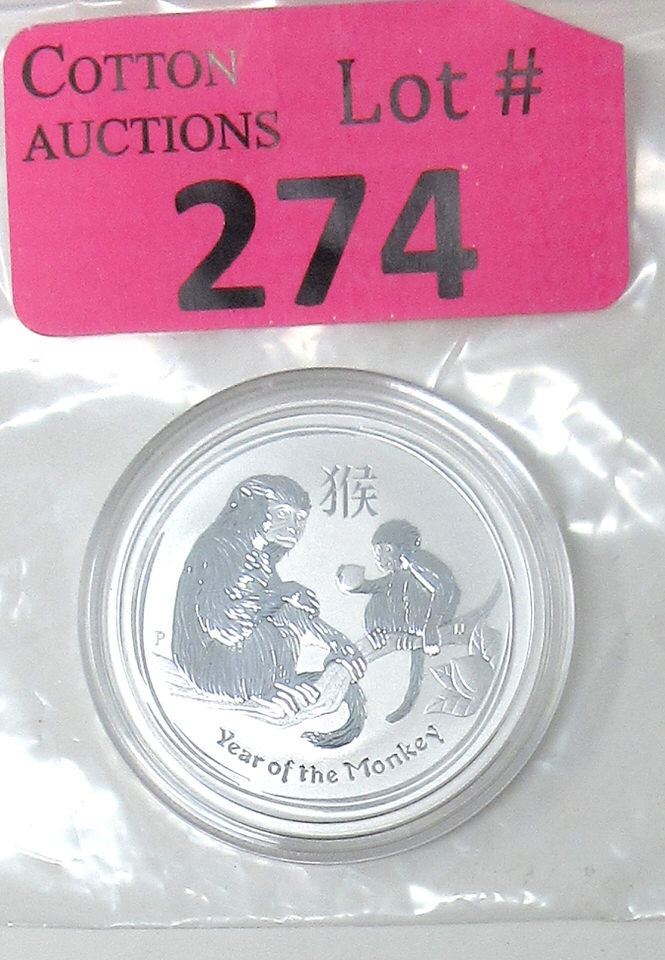 COTTON
AUCTIONS
Lot #
274
猴
P
Year of the Monkey